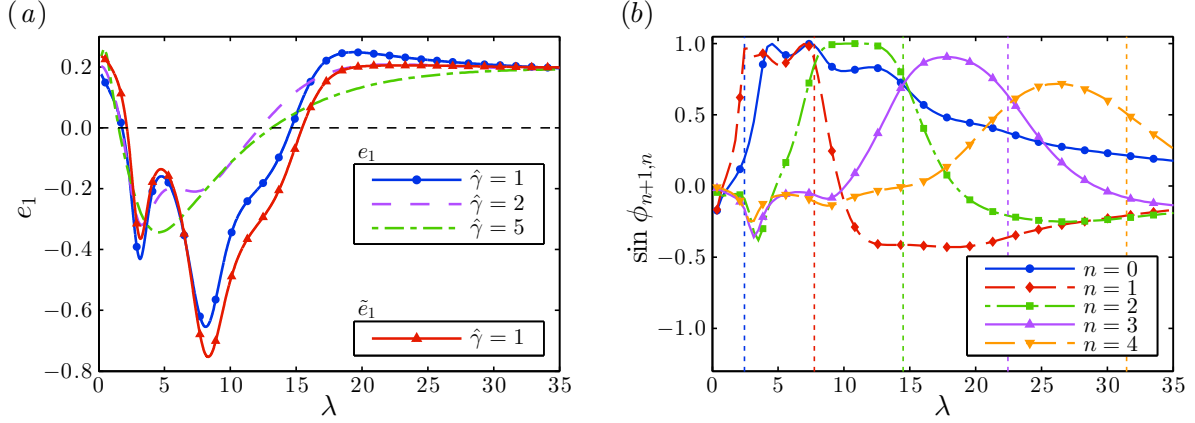 (a)
e₁
0.2
0.0
−0.2
−0.4
−0.6
−0.8
0 5 10 15 20 25 30 35
λ
e₁
γ̂ = 1
γ̂ = 2
γ̂ = 5
ẽ₁
γ̂ = 1
(b)
sin ϕₙ₊₁,ₙ
1.0
0.5
0.0
−0.5
−1.0
0 5 10 15 20 25 30 35
λ
n = 0
n = 1
n = 2
n = 3
n = 4